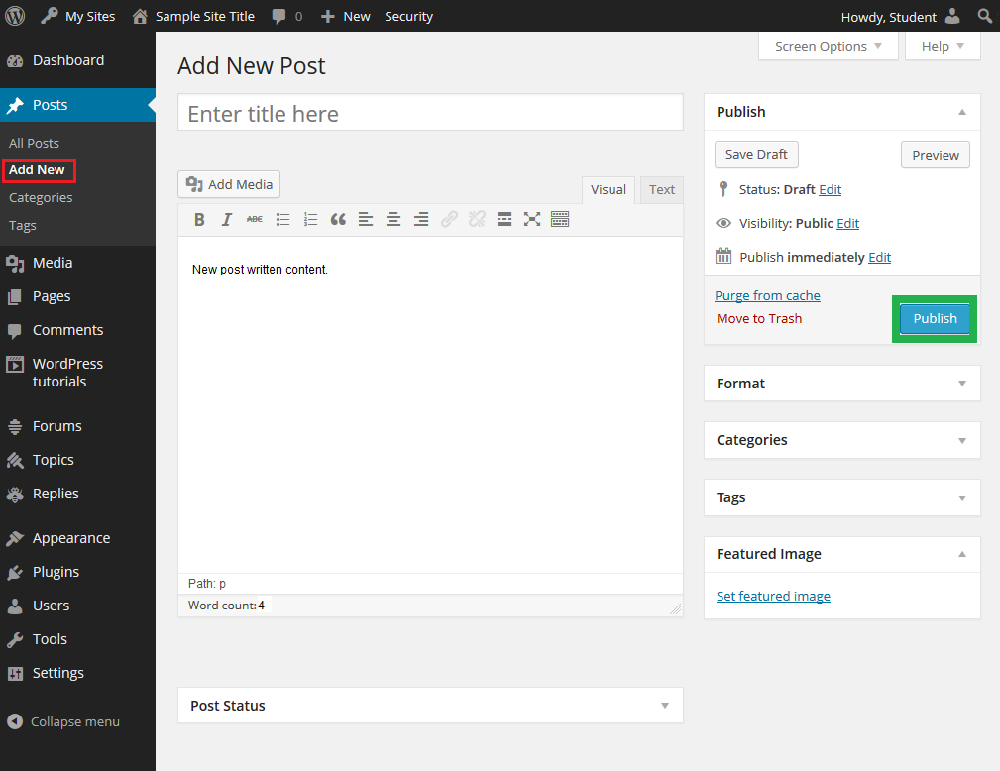 My Sites
Sample Site Title
0
New
Security
Howdy, Student
Dashboard
Posts
All Posts
Add New
Categories
Tags
Media
Pages
Comments
WordPress
tutorials
Forums
Topics
Replies
Appearance
Plugins
Users
Tools
Settings
Collapse menu
Screen Options
Help
Add New Post
Enter title here
Add Media
Visual
Text
B I ABC
New post written content.
Path: p
Word count:4
Post Status
Publish
Save Draft
Preview
Status: Draft Edit
Visibility: Public Edit
Publish immediately Edit
Purge from cache
Move to Trash
Publish
Format
Categories
Tags
Featured Image
Set featured image